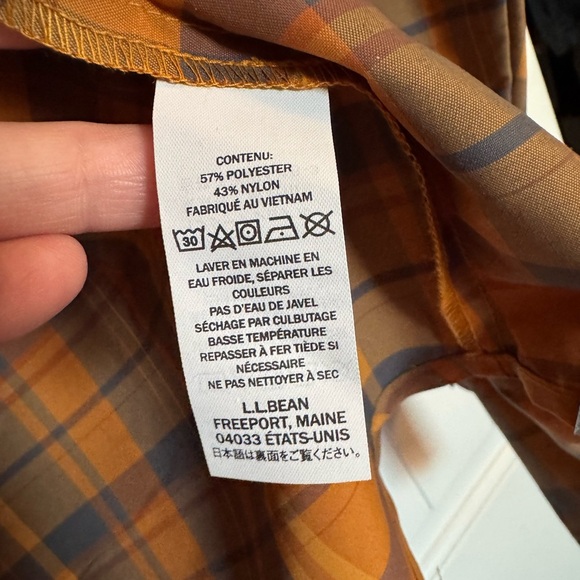 CONTENU:
57% POLYESTER
43% NYLON
FABRIQUÉ AU VIETNAM
30
LAVER EN MACHINE EN
EAU FROIDE, SÉPARER LES
COULEURS
PAS D'EAU DE JAVEL
SÉCHAGE PAR CULBUTAGE
BASSE TEMPÉRATURE
REPASSER À FER TIÈDE SI
NÉCESSAIRE
NE PAS NETTOYER À SEC
L.L.BEAN
FREEPORT, MAINE
04033 ÉTATS-UNIS
日本語は裏面をご覧ください。